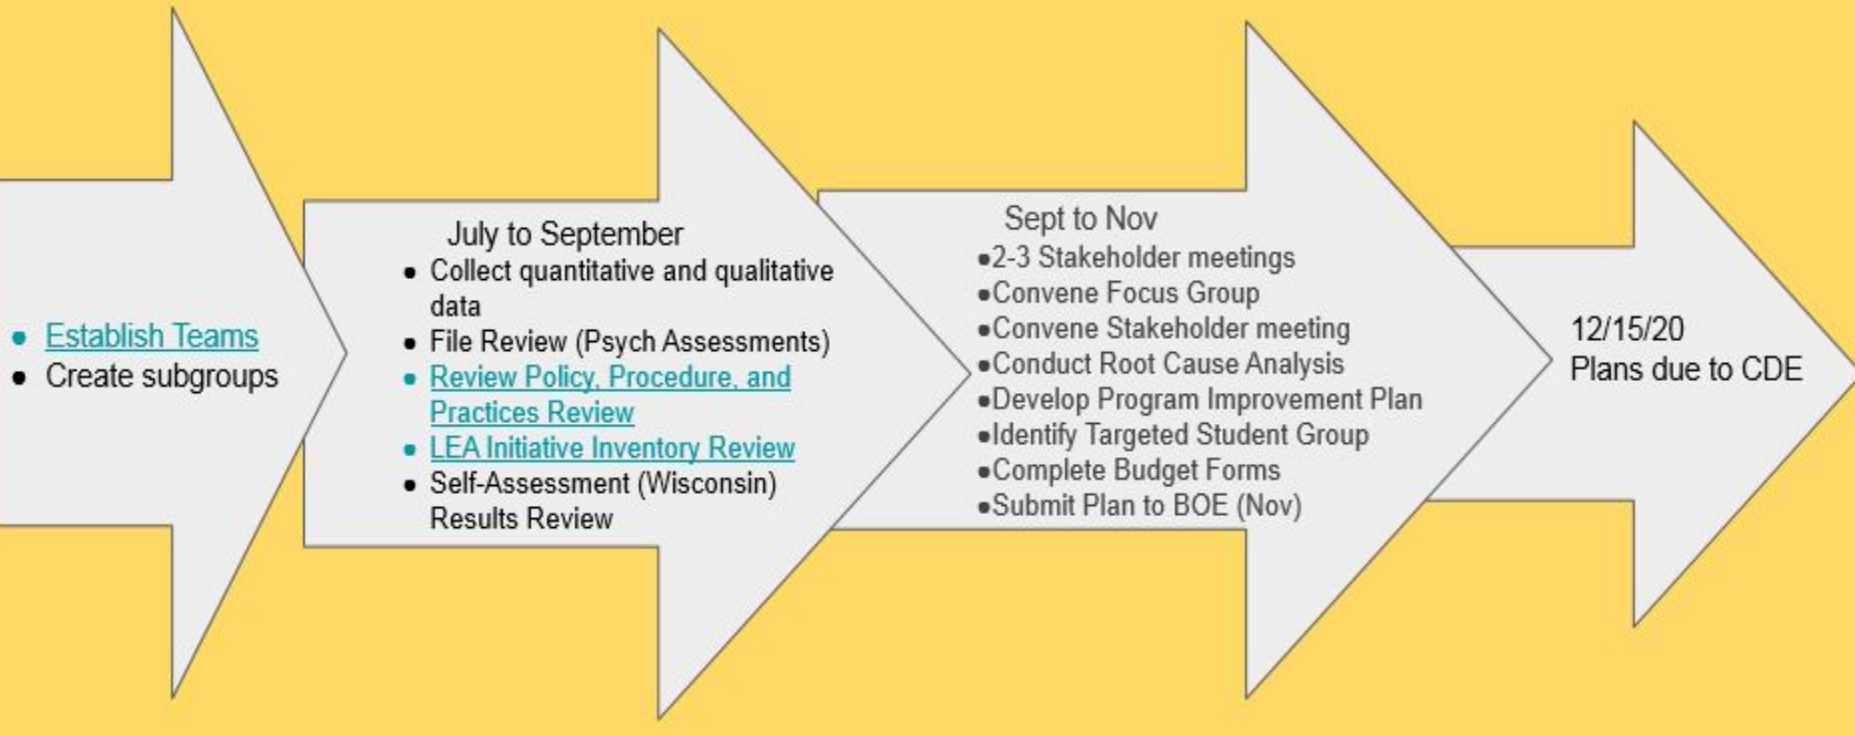 • Establish Teams
• Create subgroups
July to September
• Collect quantitative and qualitative
data
• File Review (Psych Assessments)
• Review Policy, Procedure, and
Practices Review
• LEA Initiative Inventory Review
• Self-Assessment (Wisconsin)
Results Review
Sept to Nov
•2-3 Stakeholder meetings
•Convene Focus Group
•Convene Stakeholder meeting
•Conduct Root Cause Analysis
•Develop Program Improvement Plan
•Identify Targeted Student Group
•Complete Budget Forms
•Submit Plan to BOE (Nov)
12/15/20
Plans due to CDE